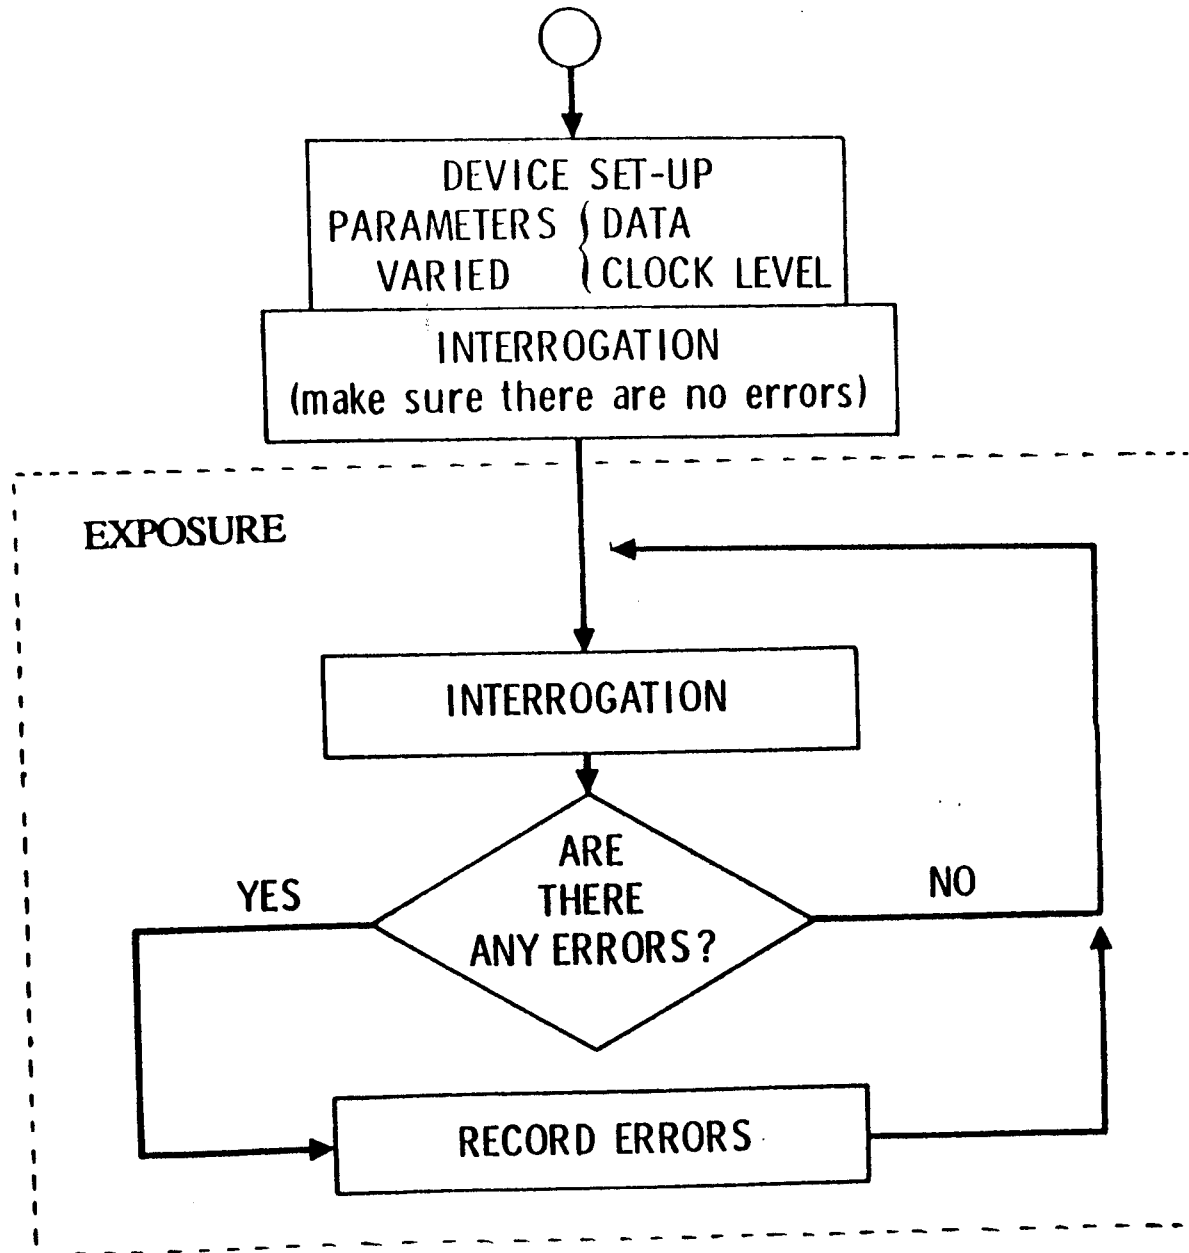 DEVICE SET-UP
PARAMETERS { DATA
VARIED { CLOCK LEVEL
INTERROGATION
(make sure there are no errors)
EXPOSURE
INTERROGATION
ARE
THERE
ANY ERRORS?
YES
NO
RECORD ERRORS